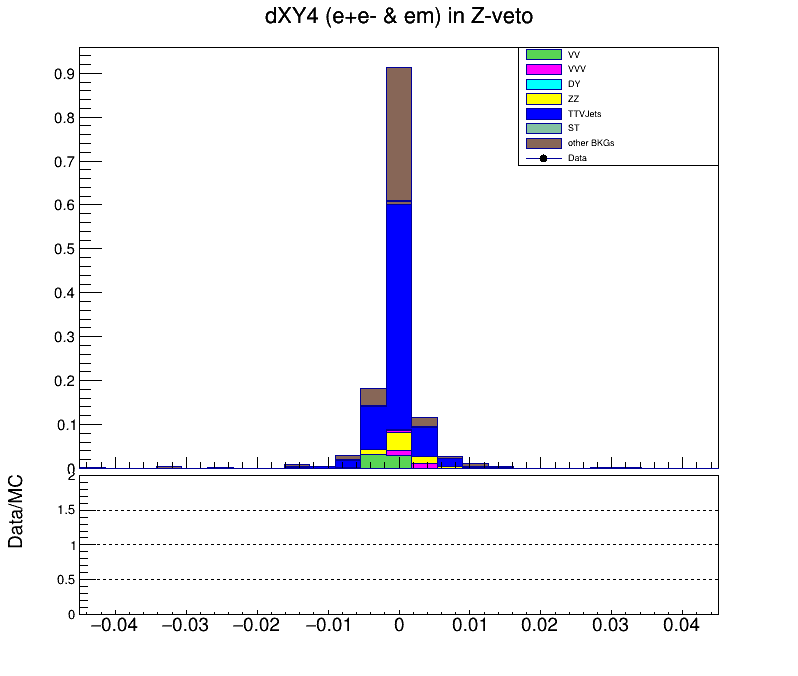 dXY4 (e+e- & em) in Z-veto
VV
VVV
DY
ZZ
TTVJets
ST
other BKGs
Data
0.9
0.8
0.7
0.6
0.5
0.4
0.3
0.2
0.1
0
Data/MC
2
1.5
1
0.5
0
−0.04 −0.03 −0.02 −0.01 0 0.01 0.02 0.03 0.04